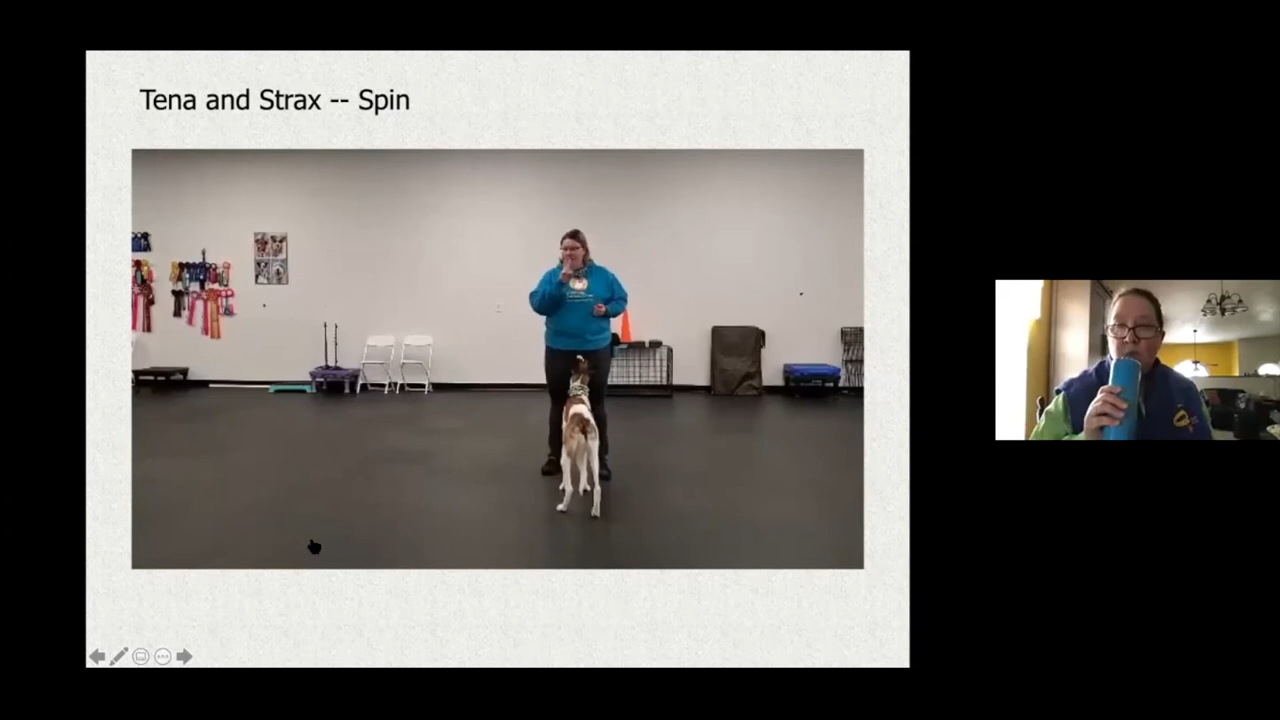 Tena and Strax -- Spin